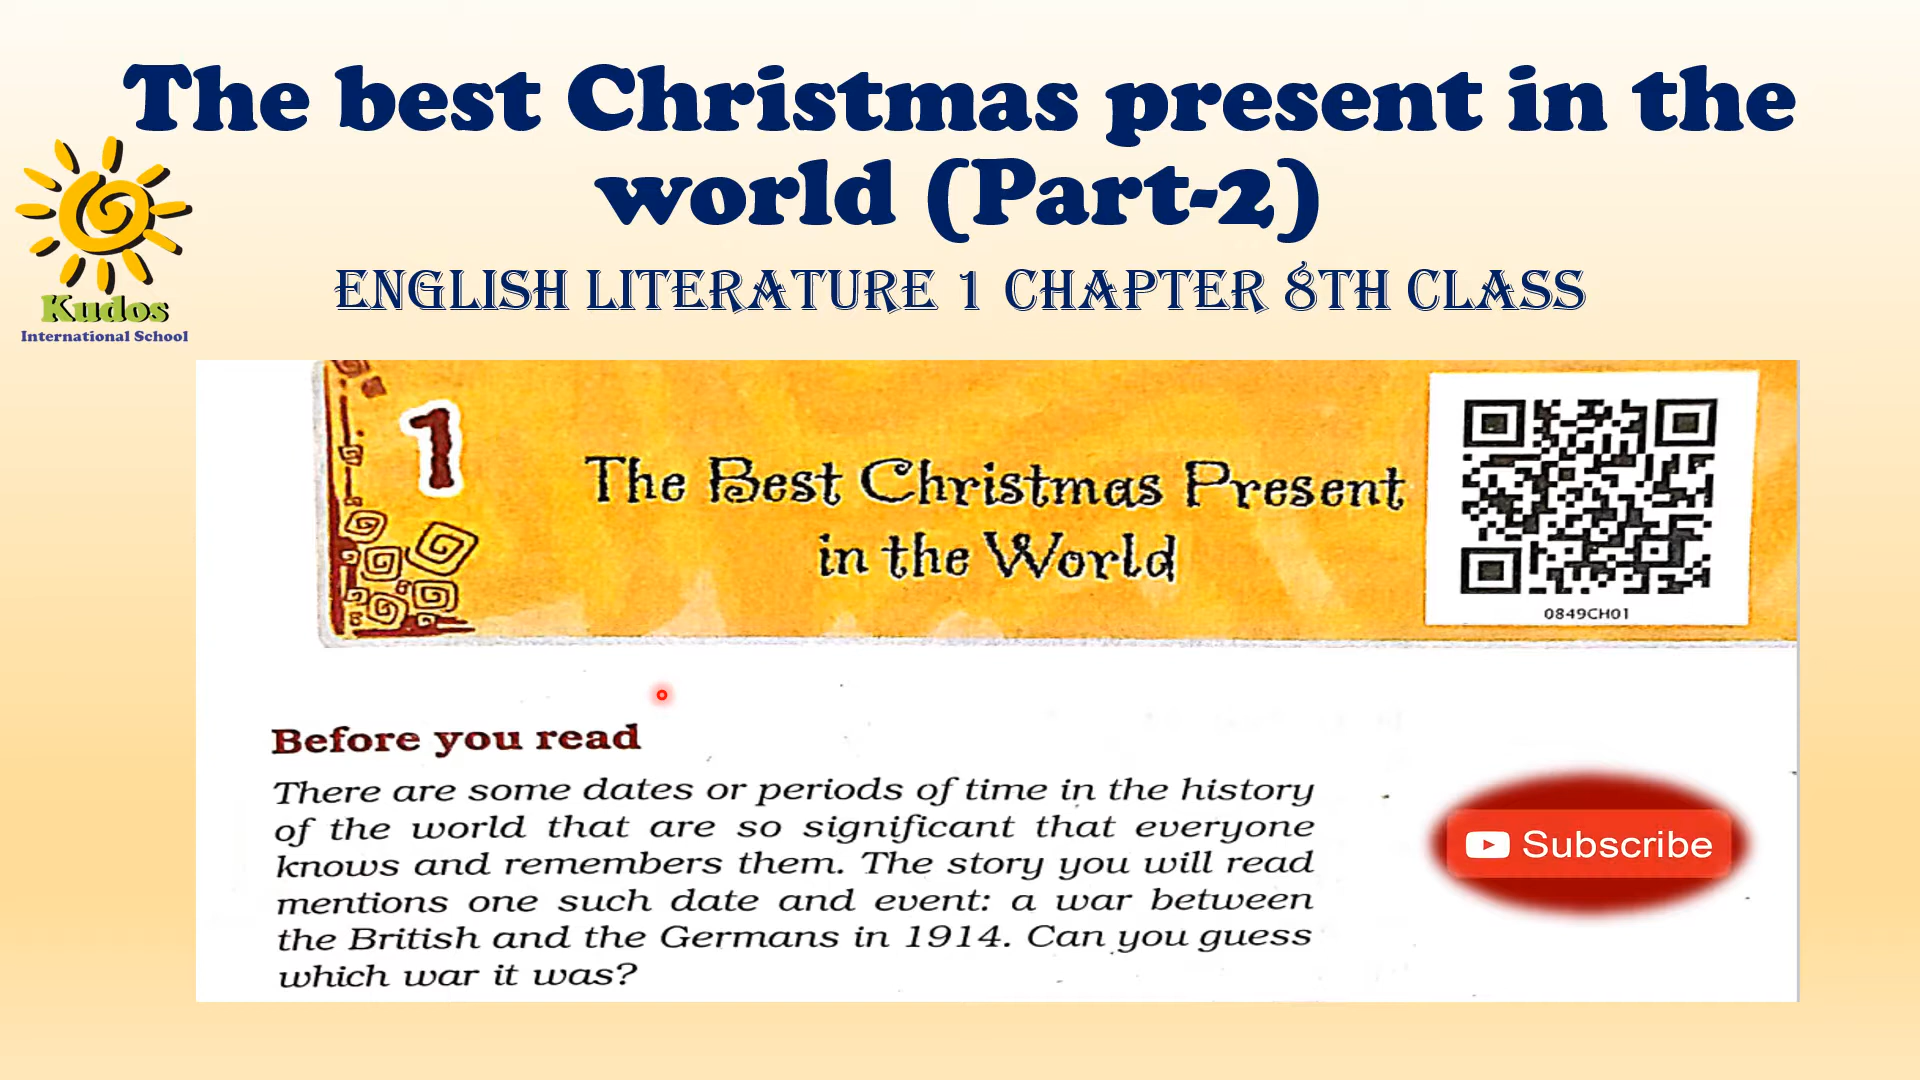 The best Christmas present in the
world (Part-2)
Kudos
International School
ENGLISH LITERATURE 1 CHAPTER 8TH CLASS
1
The Best Christmas Present
in the World
0849CH01
Before you read
There are some dates or periods of time in the history
of the world that are so significant that everyone
knows and remembers them. The story you will read
mentions one such date and event: a war between
the British and the Germans in 1914. Can you guess
which war it was?
Subscribe